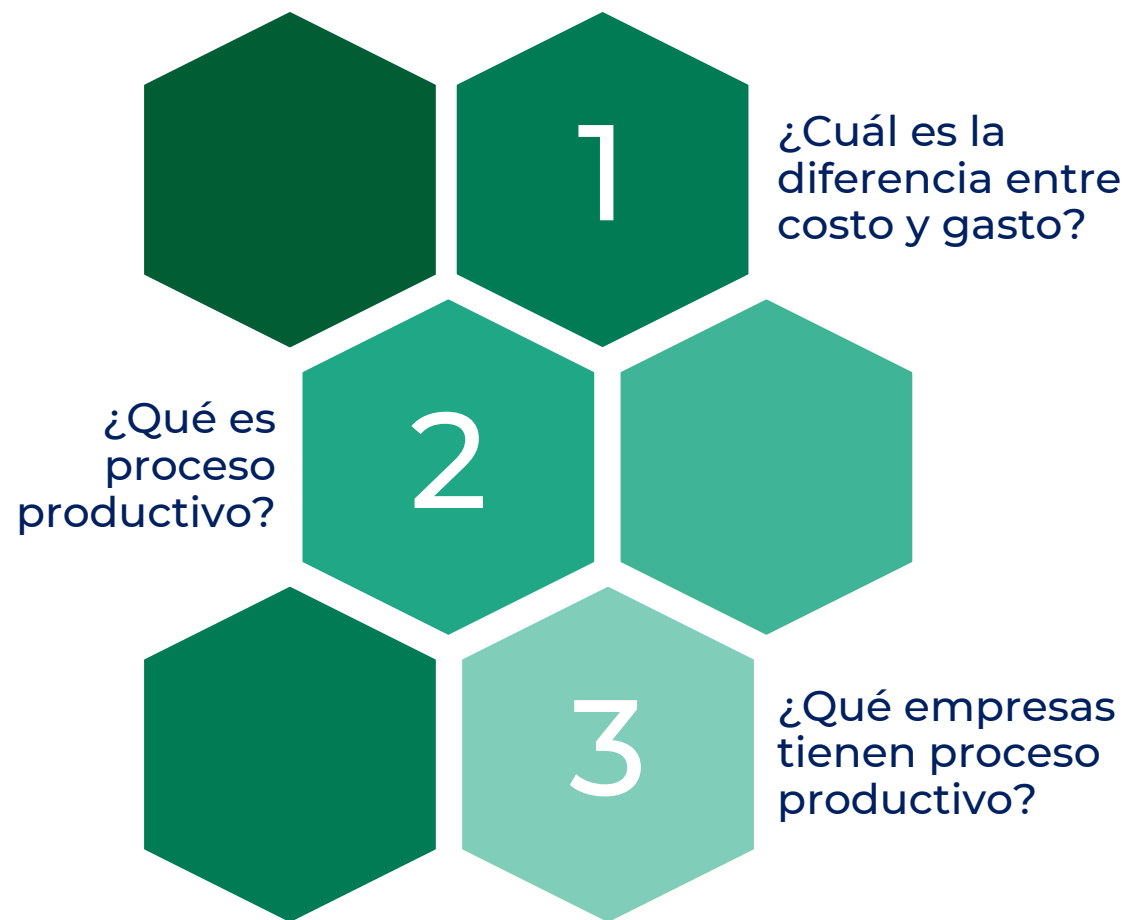 1
¿Cuál es la
diferencia entre
costo y gasto?
¿Qué es
proceso
productivo?
2
3
¿Qué empresas
tienen proceso
productivo?